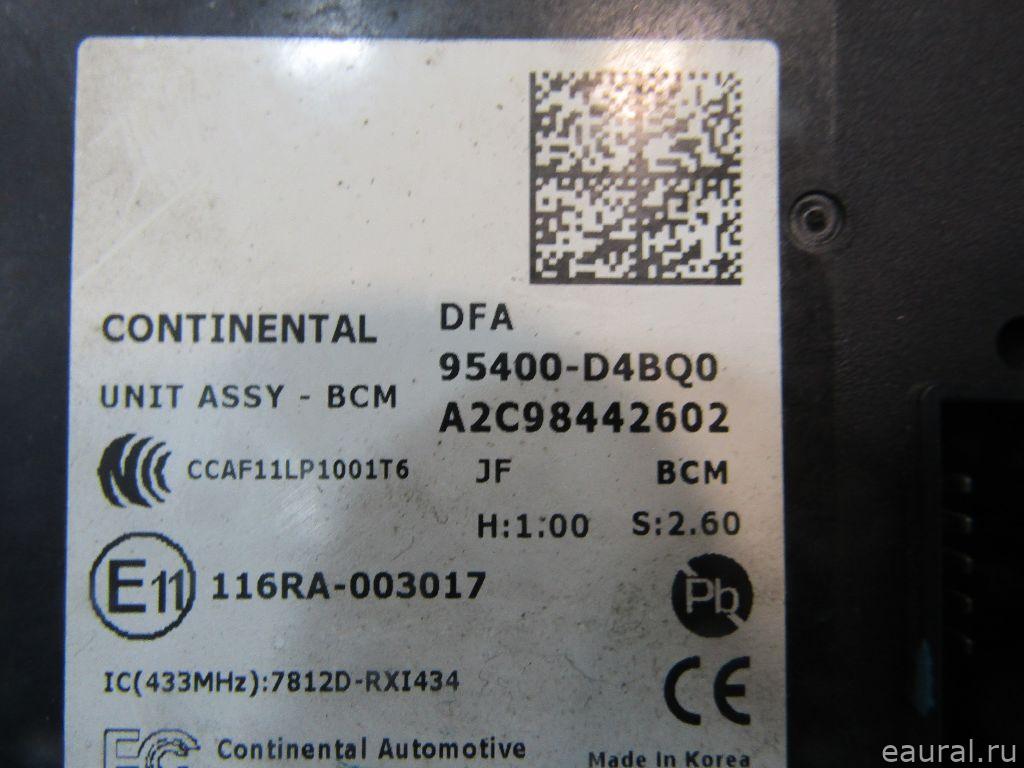 DFA
CONTINENTAL
95400-D4BQ0
UNIT ASSY - BCM
A2C98442602
CCAF11LP1001T6 JF BCM
H:1.00 S:2.60
E11 116RA-003017 Pb
IC(433MHz):7812D-RXI434 CE
FC Continental Automotive Made In Korea
eaural.ru